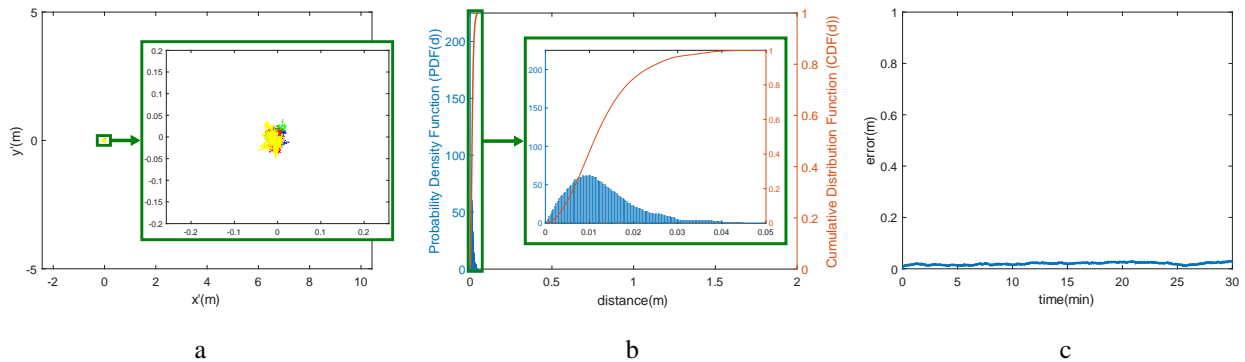 5
0
-5
y'(m)
-2 0 2 4 6 8 10
x'(m)
0.2
0.15
0.1
0.05
0
-0.05
-0.1
-0.15
-0.2
-0.2 -0.1 0 0.1 0.2
a
Probability Density Function (PDF(d))
200
150
100
50
0
0 0.5 1 1.5 2
distance(m)
Cumulative Distribution Function (CDF(d))
1
0.8
0.6
0.4
0.2
0
200
150
100
50
0
0 0.01 0.02 0.03 0.04 0.05
1
0.8
0.6
0.4
0.2
0
b
error(m)
1
0.8
0.6
0.4
0.2
0
0 5 10 15 20 25 30
time(min)
c